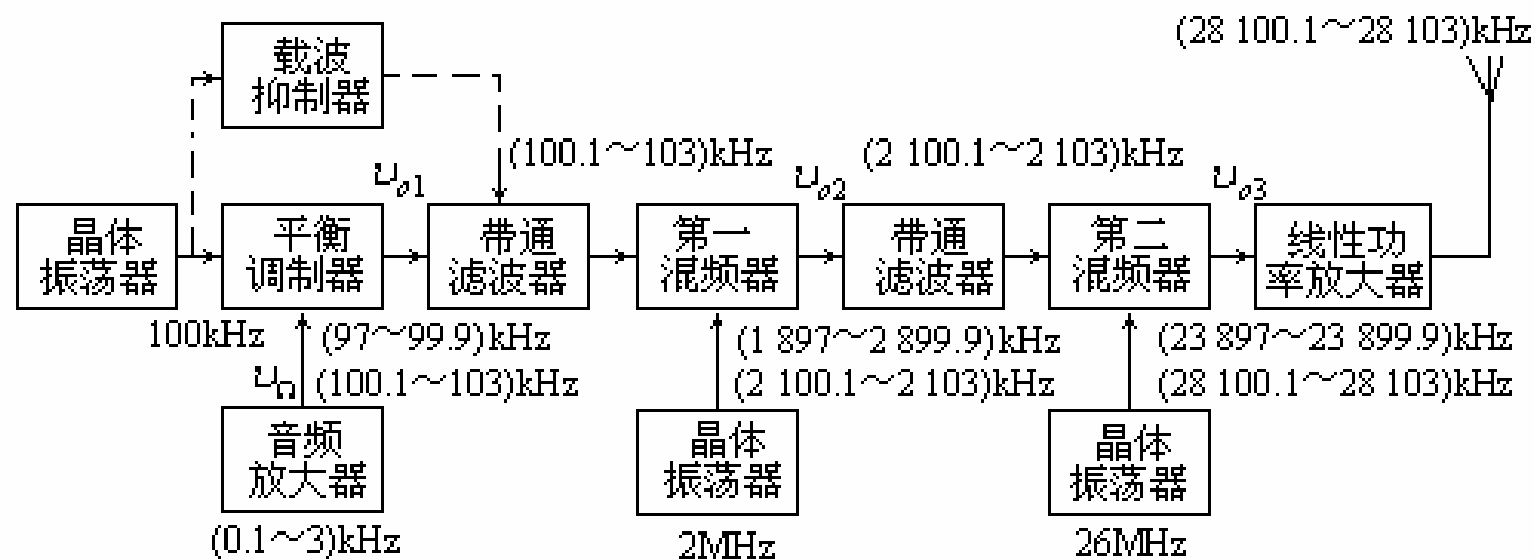 (28 100.1～28 103)kHz
载波
抑制器
(100.1～103)kHz
(2 100.1～2 103)kHz
υo1
υo2
υo3
晶体
振荡器
平衡
调制器
带通
滤波器
第一
混频器
带通
滤波器
第二
混频器
线性功
率放大器
100kHz
(97～99.9)kHz
(1 897～2 899.9)kHz
(23 897～23 899.9)kHz
υΩ
(100.1～103)kHz
(2 100.1～2 103)kHz
(28 100.1～28 103)kHz
音频
放大器
晶体
振荡器
晶体
振荡器
(0.1～3)kHz
2MHz
26MHz